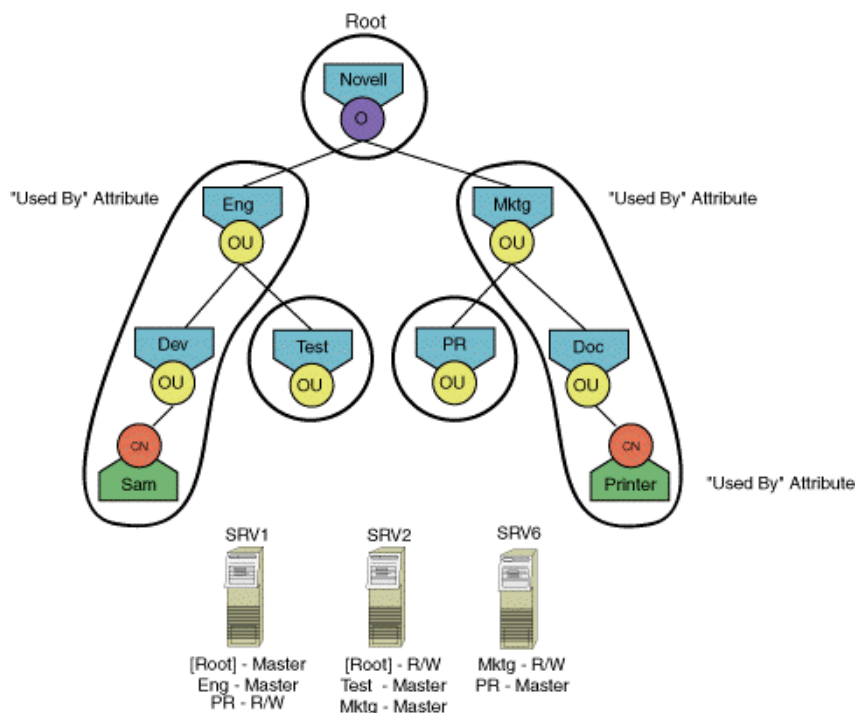 Root
Novell
O
"Used By" Attribute
Eng
Mktg
"Used By" Attribute
OU
OU
Dev
Test
PR
Doc
OU
OU
OU
OU
CN
CN
Sam
Printer
"Used By" Attribute
SRV1
SRV2
SRV6
[Root] - Master
[Root] - R/W
Mktg - R/W
Eng - Master
Test - Master
PR - Master
PR - R/W
Mktg - Master